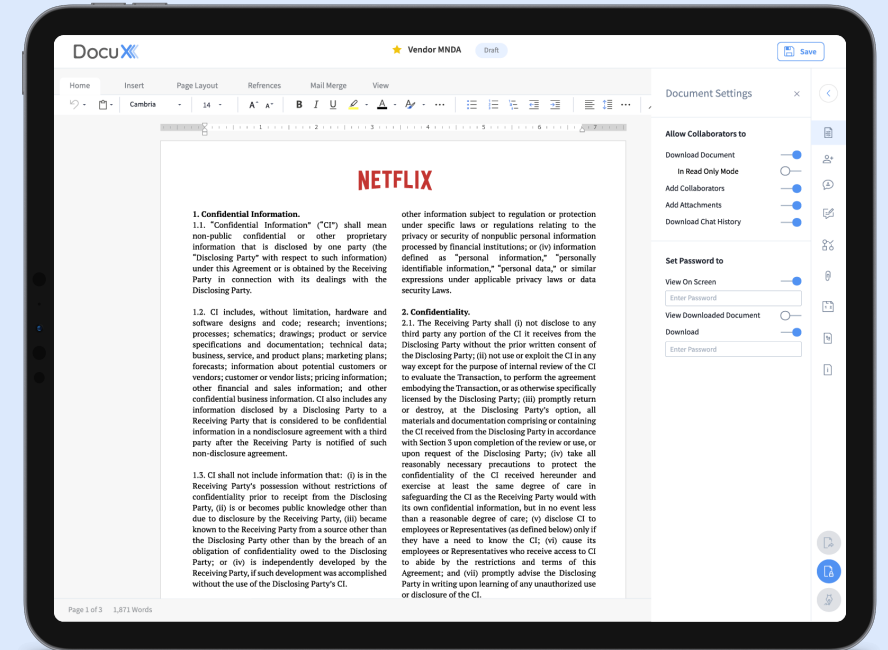 DocuX
Vendor MNDA
Draft
Save
Home Insert Page Layout Refrences Mail Merge View
Cambria 14 A A B I U A
1 2 3 4 5 6 7
NETFLIX
1. Confidential Information.
1.1. “Confidential Information” (“CI”) shall mean
non-public confidential or other proprietary
information that is disclosed by one party (the
“Disclosing Party” with respect to such information)
under this Agreement or is obtained by the Receiving
Party in connection with its dealings with the
Disclosing Party.
1.2. CI includes, without limitation, hardware and
software designs and code; research; inventions;
processes; schematics; drawings; product or service
specifications and documentation; technical data;
business, service, and product plans; marketing plans;
forecasts; information about potential customers or
vendors; customer or vendor lists; pricing information;
other financial and sales information; and other
confidential business information. CI also includes any
information disclosed by a Disclosing Party to a
Receiving Party that is considered to be confidential
information in a nondisclosure agreement with a third
party after the Receiving Party is notified of such
non-disclosure agreement.
1.3. CI shall not include information that: (i) is in the
Receiving Party’s possession without restrictions of
confidentiality prior to receipt from the Disclosing
Party, (ii) is or becomes public knowledge other than
due to disclosure by the Receiving Party, (iii) became
known to the Receiving Party from a source other than
the Disclosing Party other than by the breach of an
obligation of confidentiality owed to the Disclosing
Party; or (iv) is independently developed by the
Receiving Party, if such development was accomplished
without the use of the Disclosing Party’s CI.
other information subject to regulation or protection
under specific laws or regulations relating to the
privacy or security of nonpublic personal information
processed by financial institutions; or (iv) information
defined as “personal information,” “personally
identifiable information,” “personal data,” or similar
expressions under applicable privacy laws or data
security Laws.
2. Confidentiality.
2.1. The Receiving Party shall (i) not disclose to any
third party any portion of the CI it receives from the
Disclosing Party without the prior written consent of
the Disclosing Party; (ii) not use or exploit the CI in any
way except for the purpose of internal review of the CI
to evaluate the Transaction, to perform the agreement
embodying the Transaction, or as otherwise specifically
licensed by the Disclosing Party; (iii) promptly return
or destroy, at the Disclosing Party’s option, all
materials and documentation comprising or containing
the CI received from the Disclosing Party in accordance
with Section 3 upon completion of the review or use, or
upon request of the Disclosing Party; (iv) take all
reasonably necessary precautions to protect the
confidentiality of the CI received hereunder and
exercise at least the same degree of care in
safeguarding the CI as the Receiving Party would with
its own confidential information, but in no event less
than a reasonable degree of care; (v) disclose CI to
employees or Representatives (as defined below) only if
they have a need to know the CI; (vi) cause its
employees or Representatives who receive access to CI
to abide by the restrictions and terms of this
Agreement; and (vii) promptly advise the Disclosing
Party in writing upon learning of any unauthorized use
or disclosure of the CI.
Document Settings
Allow Collaborators to
Download Document
In Read Only Mode
Add Collaborators
Add Attachments
Download Chat History
Set Password to
View On Screen
Enter Password
View Downloaded Document
Download
Enter Password
Page 1 of 3 1,871 Words